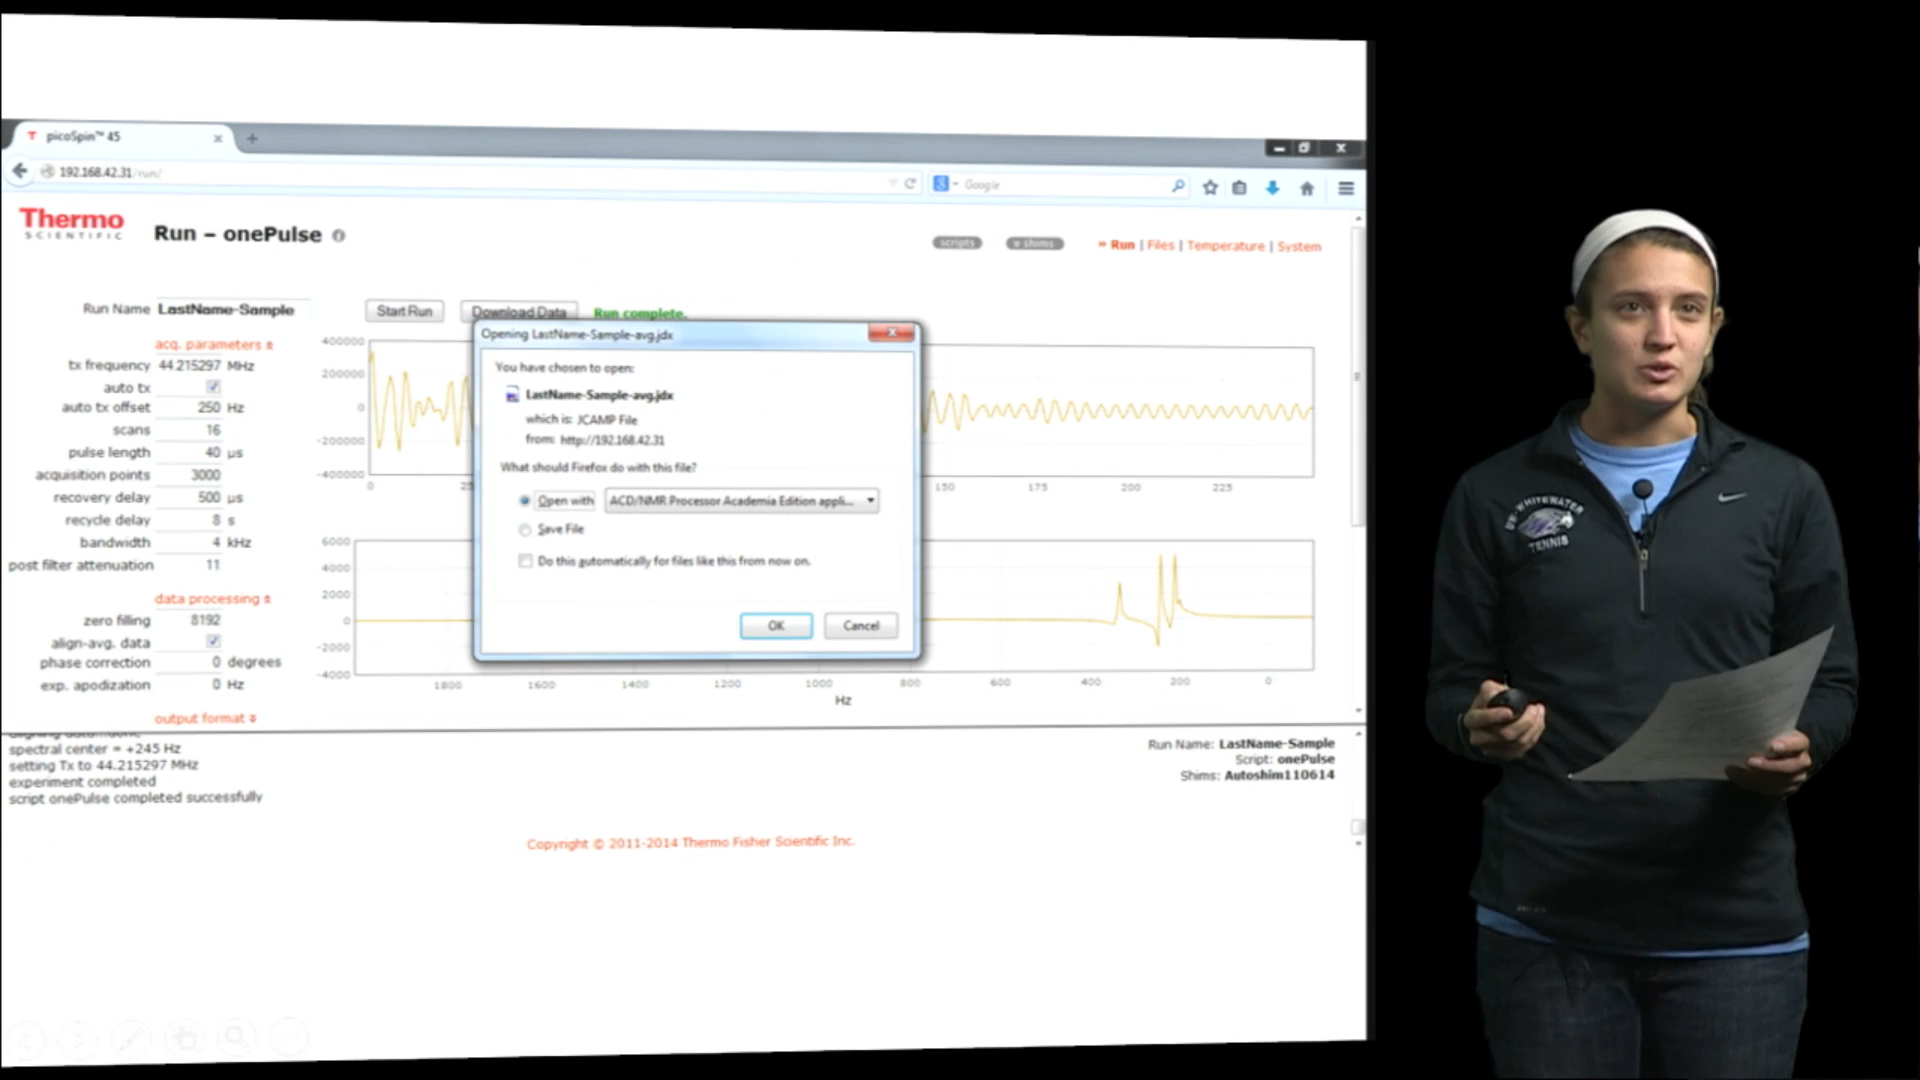 picoSpin™ 45
192.168.42.31/run/
Google
Thermo
SCIENTIFIC
Run – onePulse
scripts
v shims
» Run | Files | Temperature | System
Run Name LastName-Sample
Start Run
Download Data
Run complete.
acq. parameters
tx frequency 44.215297 MHz
auto tx
auto tx offset 250 Hz
scans 16
pulse length 40 µs
acquisition points 3000
recovery delay 500 µs
recycle delay 8 s
bandwidth 4 kHz
post filter attenuation 11
data processing
zero filling 8192
align-avg. data
phase correction 0 degrees
exp. apodization 0 Hz
output format
400000
200000
0
-200000
-400000
0 150 175 200 225
6000
4000
2000
0
-2000
-4000
1800 1600 1400 1200 1000 800 600 400 200 0
Hz
Opening LastName-Sample-avg.jdx
You have chosen to open:
LastName-Sample-avg.jdx
which is: JCAMP File
from: http://192.168.42.31
What should Firefox do with this file?
Open with ACD/NMR Processor Academia Edition appli...
Save File
Do this automatically for files like this from now on.
OK
Cancel
spectral center = +245 Hz
setting Tx to 44.215297 MHz
experiment completed
script onePulse completed successfully
Run Name: LastName-Sample
Script: onePulse
Shims: Autoshim110614
Copyright © 2011-2014 Thermo Fisher Scientific Inc.
UW-WHITEWATER
TENNIS